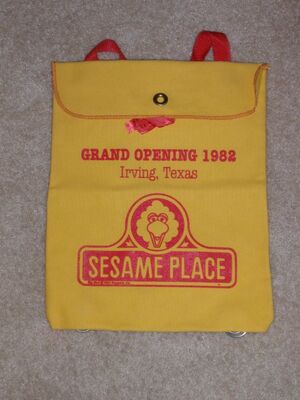 GRAND OPENING 1982
Irving, Texas
SESAME PLACE